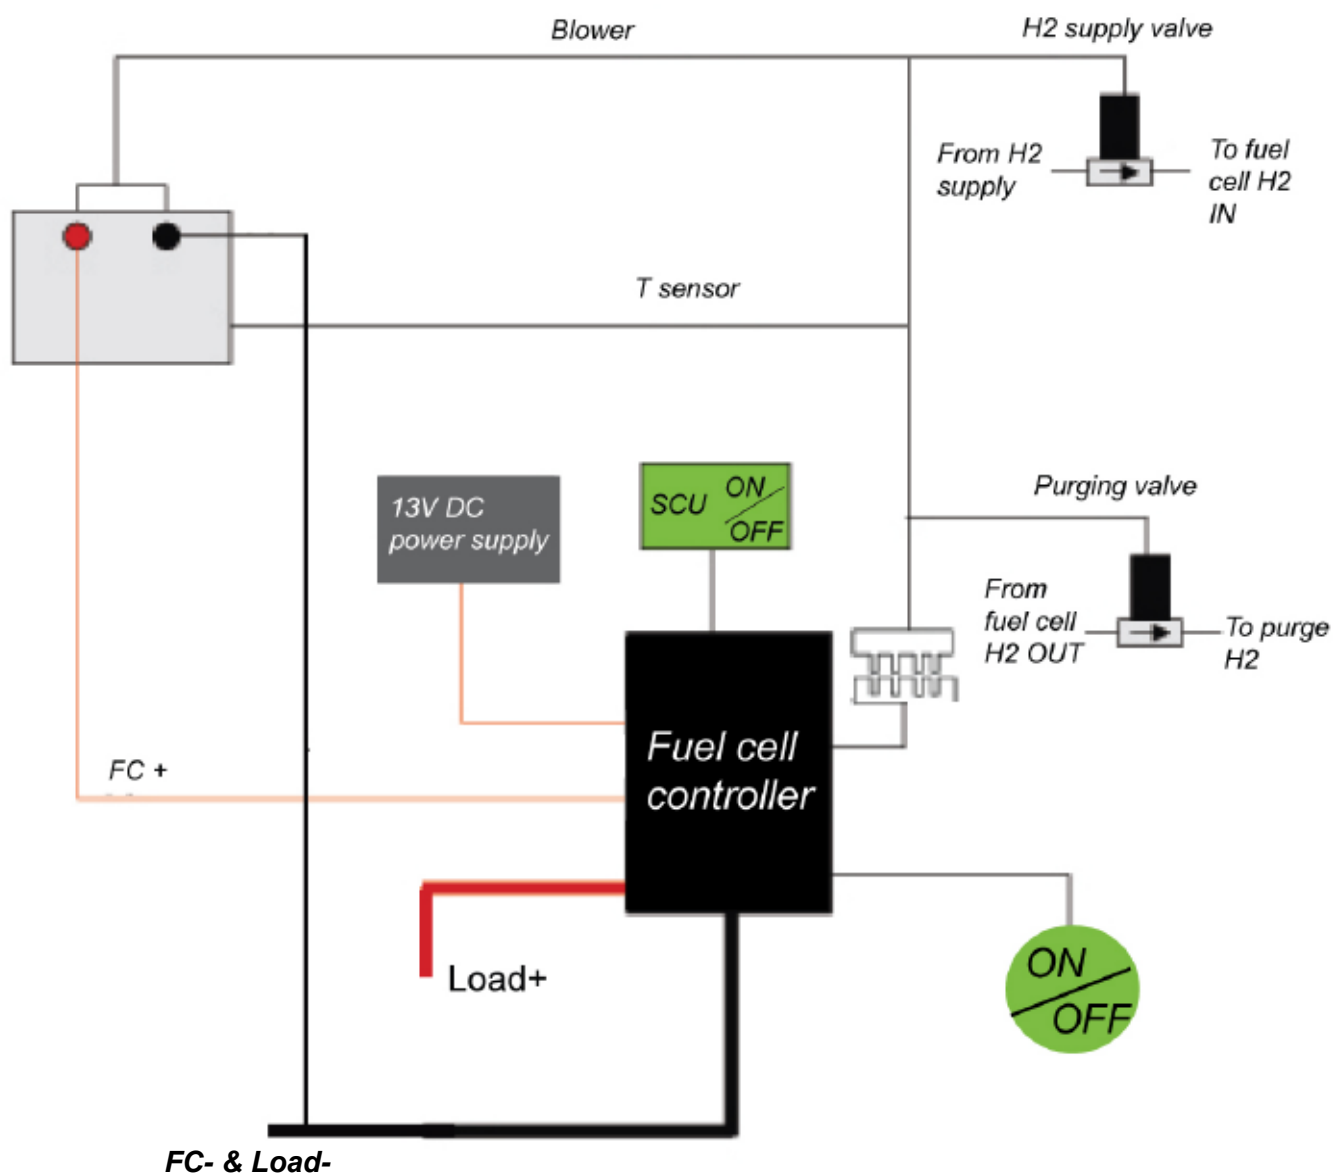 Blower
H2 supply valve
From H2
supply
To fuel
cell H2
IN
T sensor
13V DC
power supply
SCU ON
OFF
Purging valve
From
fuel cell
H2 OUT
To purge
H2
Fuel cell
controller
FC +
Load+
ON
OFF
FC- & Load-